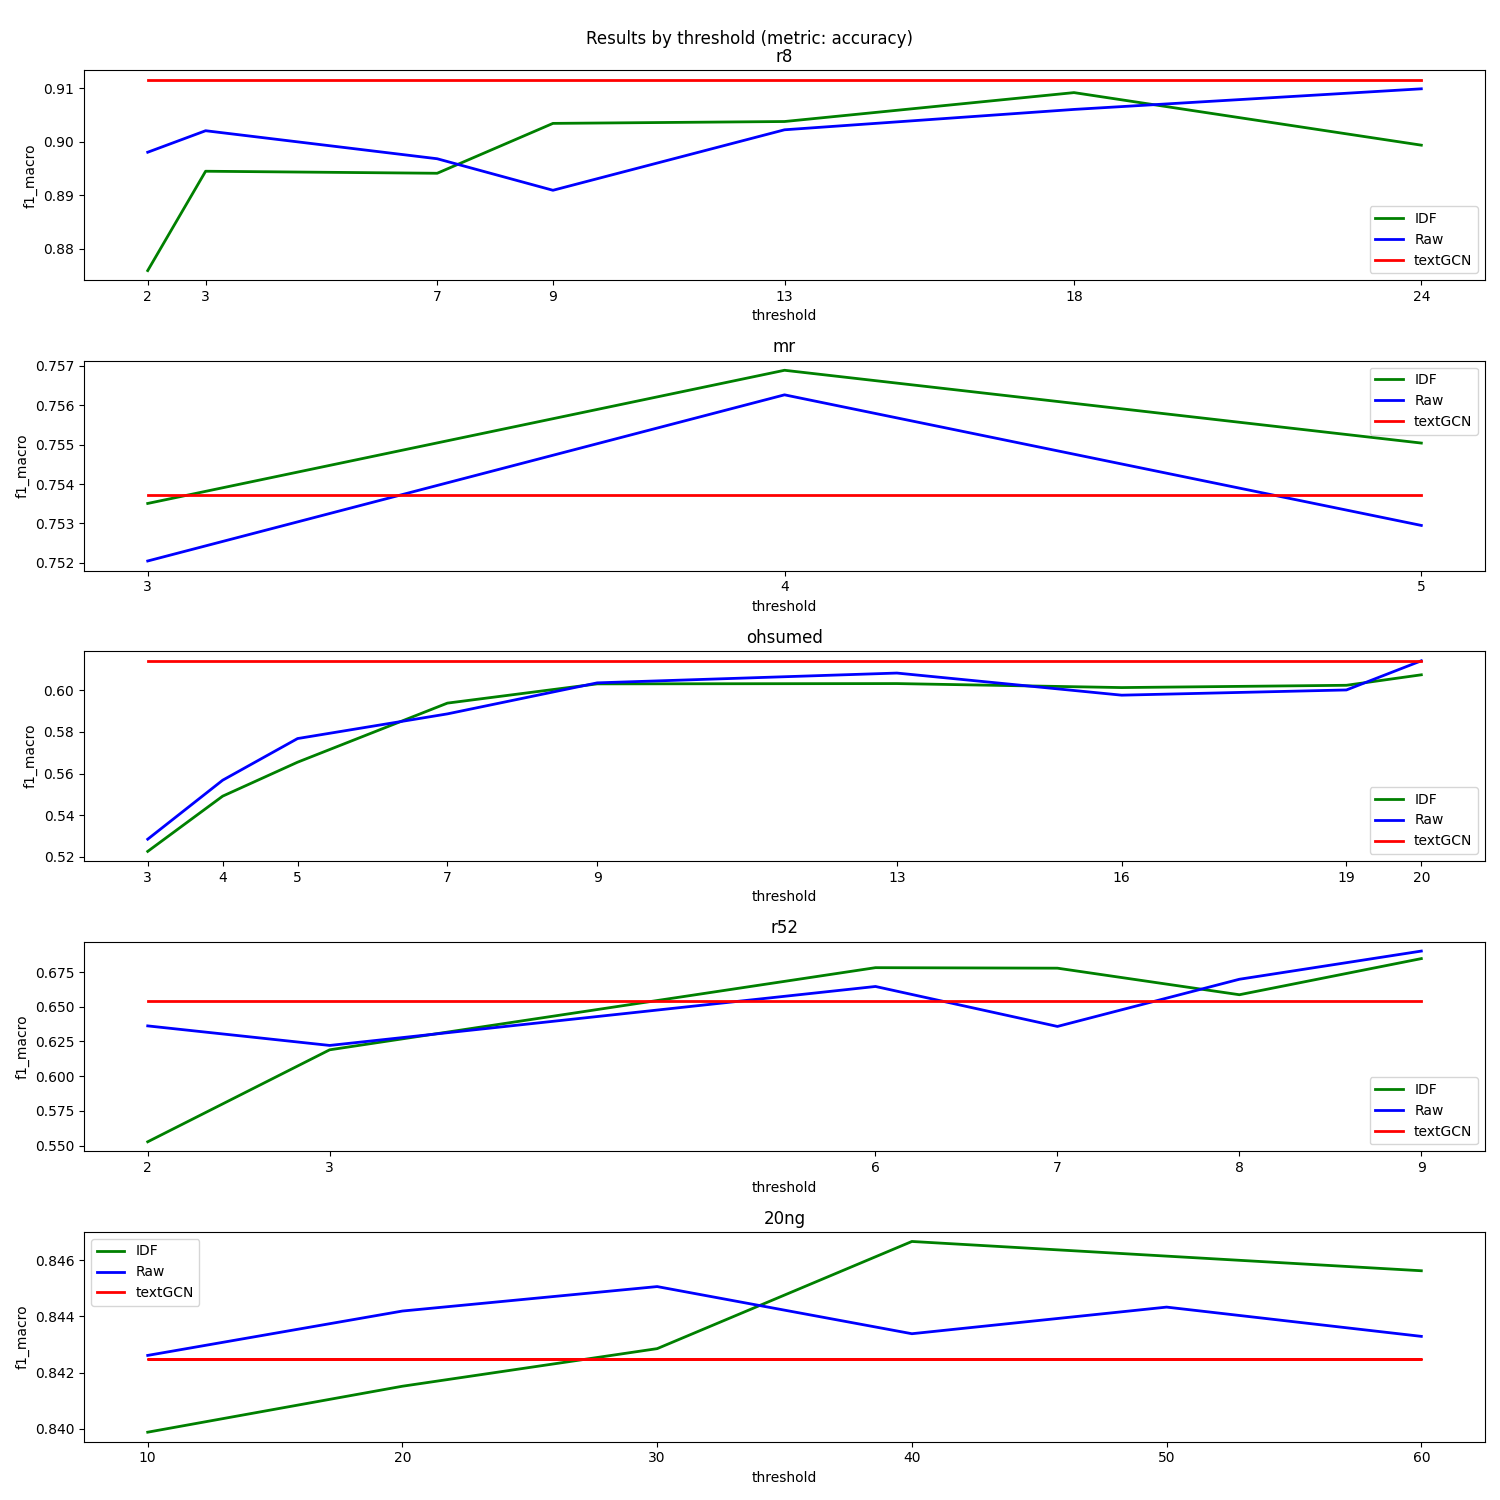 Results by threshold (metric: accuracy)
r8
f1_macro
0.91
0.90
0.89
0.88
IDF
Raw
textGCN
2 3 7 9 13 18 24
threshold
mr
f1_macro
0.757
0.756
0.755
0.754
0.753
0.752
IDF
Raw
textGCN
3 4 5
threshold
ohsumed
f1_macro
0.60
0.58
0.56
0.54
0.52
IDF
Raw
textGCN
3 4 5 7 9 13 16 19 20
threshold
r52
f1_macro
0.675
0.650
0.625
0.600
0.575
0.550
IDF
Raw
textGCN
2 3 6 7 8 9
threshold
20ng
f1_macro
0.846
0.844
0.842
0.840
IDF
Raw
textGCN
10 20 30 40 50 60
threshold